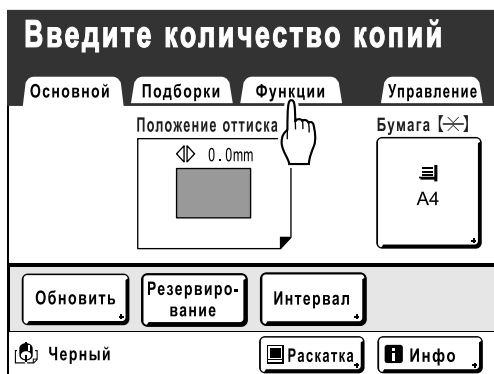 Введите количество копий
Основной Подборки Функции Управление
Положение оттиска Бумага
0.0mm
A4
Обновить Резервиро-
вание Интервал
Черный Раскатка Инфо